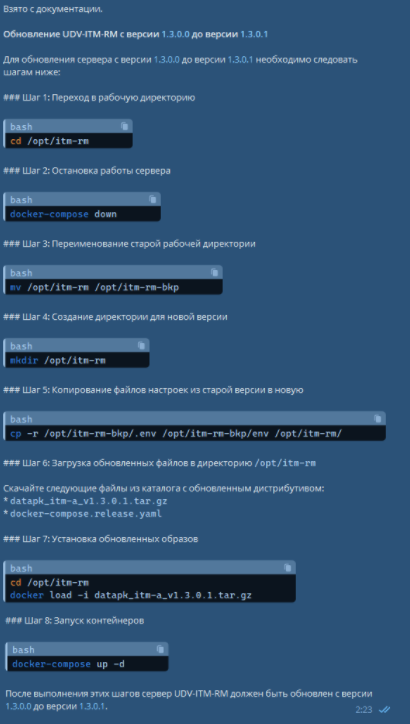 Взято с документации.
Обновление UDV-ITM-RM с версии 1.3.0.0 до версии 1.3.0.1
Для обновления сервера с версии 1.3.0.0 до версии 1.3.0.1 необходимо следовать
шагам ниже:
### Шаг 1: Переход в рабочую директорию
bash
cd /opt/itm-rm
### Шаг 2: Остановка работы сервера
bash
docker-compose down
### Шаг 3: Переименование старой рабочей директории
bash
mv /opt/itm-rm /opt/itm-rm-bkp
### Шаг 4: Создание директории для новой версии
bash
mkdir /opt/itm-rm
### Шаг 5: Копирование файлов настроек из старой версии в новую
bash
cp -r /opt/itm-rm-bkp/.env /opt/itm-rm-bkp/env /opt/itm-rm/
### Шаг 6: Загрузка обновленных файлов в директорию /opt/itm-rm
Скачайте следующие файлы из каталога с обновленным дистрибутивом:
* datapk_itm-a_v1.3.0.1.tar.gz
* docker-compose.release.yaml
### Шаг 7: Установка обновленных образов
bash
cd /opt/itm-rm
docker load -i datapk_itm-a_v1.3.0.1.tar.gz
### Шаг 8: Запуск контейнеров
bash
docker-compose up -d
После выполнения этих шагов сервер UDV-ITM-RM должен быть обновлен с версии
1.3.0.0 до версии 1.3.0.1.
2:23